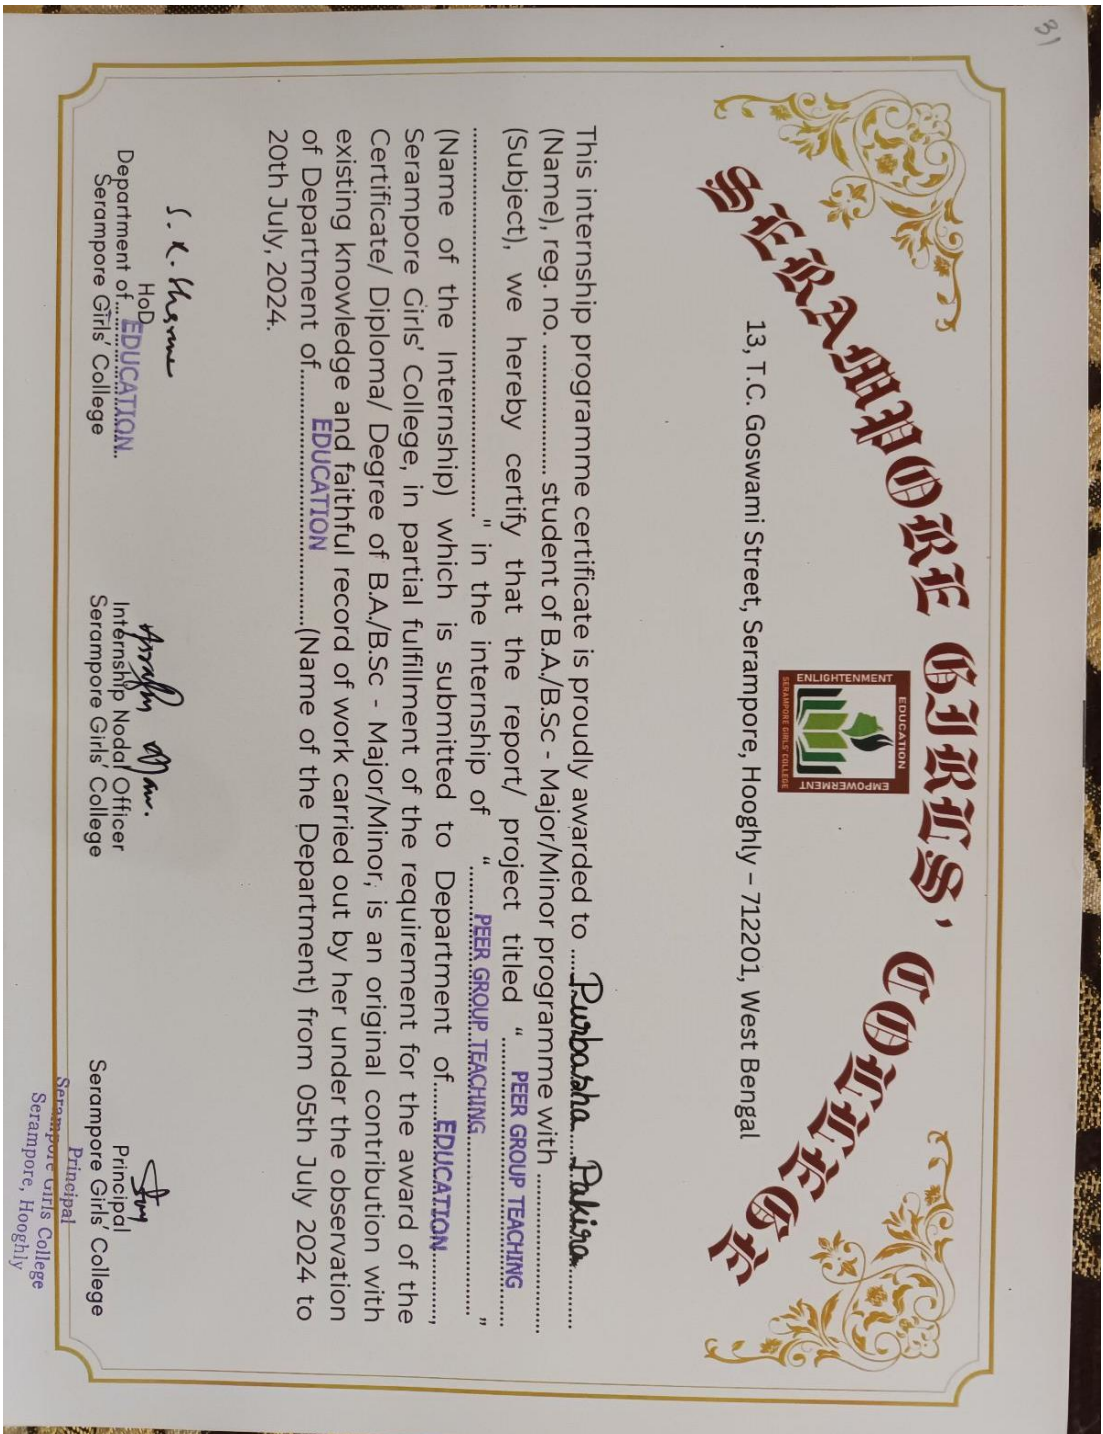 31
SERAMPORE GIRLS' COLLEGE
EDUCATION
ENLIGHTENMENT
EMPOWERMENT
SERAMPORE GIRLS' COLLEGE
13, T.C. Goswami Street, Serampore, Hooghly – 712201, West Bengal
This internship programme certificate is proudly awarded to ......Purbasha......Pakira............
(Name), reg. no. .................... student of B.A./B.Sc - Major/Minor programme with ............................
(Subject), we hereby certify that the report/ project titled “ ....PEER GROUP TEACHING....
................................................................" in the internship of “ ........PEER GROUP TEACHING................................ ”
(Name of the Internship) which is submitted to Department of......EDUCATION..........,
Serampore Girls' College, in partial fulfillment of the requirement for the award of the
Certificate/ Diploma/ Degree of B.A./B.Sc - Major/Minor, is an original contribution with
existing knowledge and faithful record of work carried out by her under the observation
of Department of..........EDUCATION..........(Name of the Department) from 05th July 2024 to
20th July, 2024.
HoD
Department of....EDUCATION.
Serampore Girls' College
Internship Nodal Officer
Serampore Girls' College
Principal
Serampore Girls' College
Principal
Serampore Girls College
Serampore, Hooghly